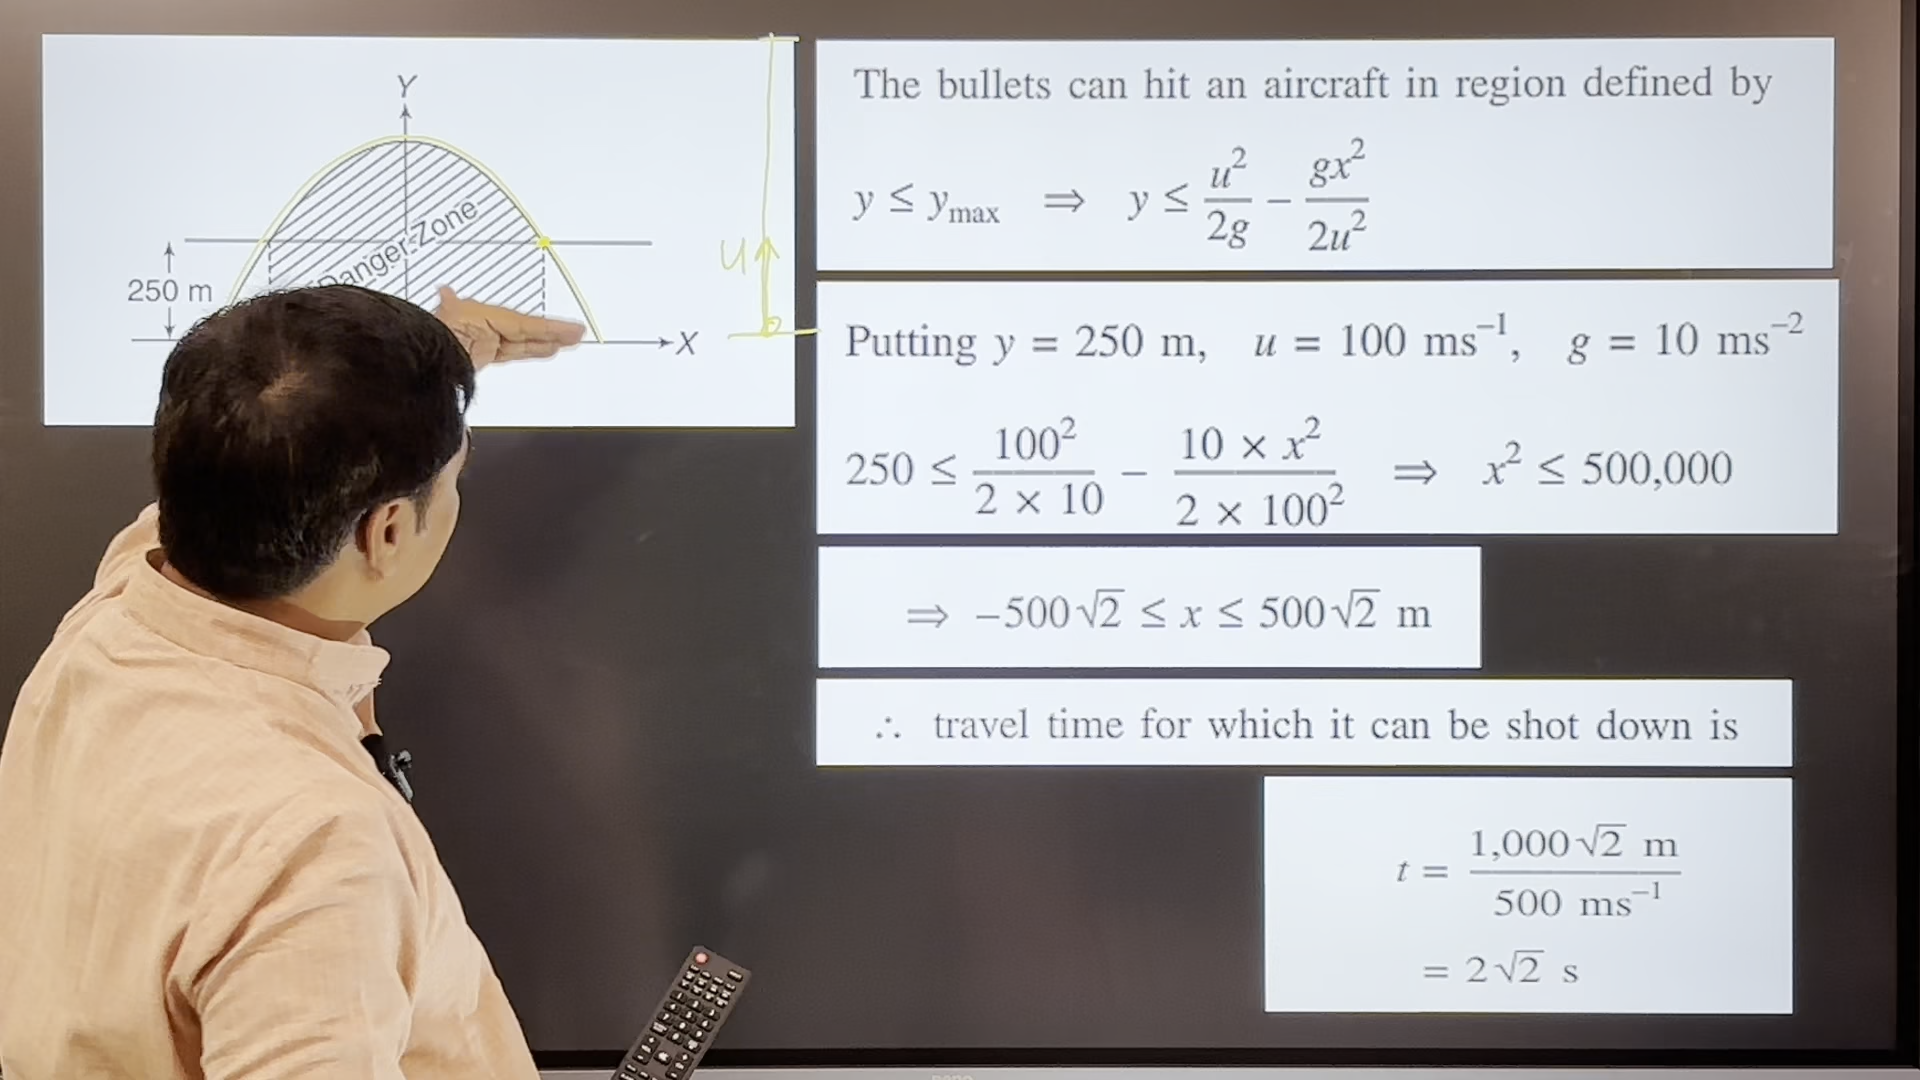 Y
Danger Zone
250 m
X
u
The bullets can hit an aircraft in region defined by
y ≤ y_max ⇒ y ≤ u²/2g − gx²/2u²
Putting y = 250 m, u = 100 ms⁻¹, g = 10 ms⁻²
250 ≤ 100²/(2 × 10) − (10 × x²)/(2 × 100²) ⇒ x² ≤ 500,000
⇒ −500√2 ≤ x ≤ 500√2 m
∴ travel time for which it can be shot down is
t = 1,000√2 m / 500 ms⁻¹
= 2√2 s